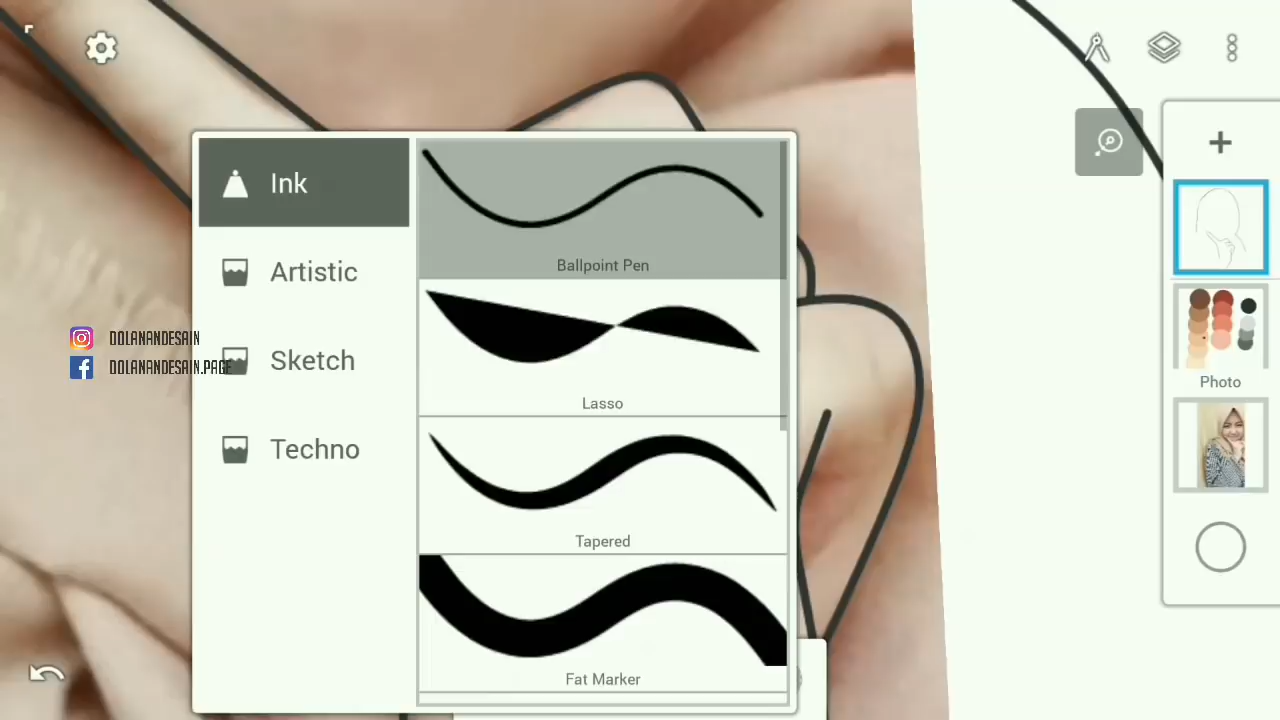 Ink
Artistic
Sketch
Techno
Ballpoint Pen
Lasso
Tapered
Fat Marker
DOLANANDESAIN
DOLANANDESAIN.PAGE
Photo